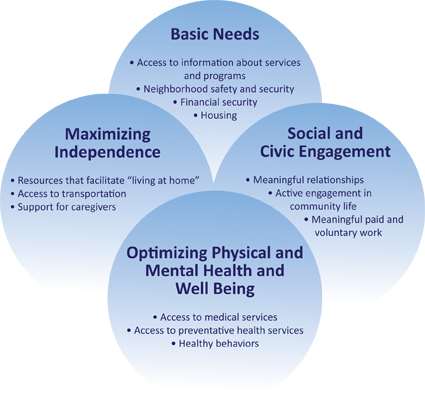 Basic Needs
• Access to information about services
and programs
• Neighborhood safety and security
• Financial security
• Housing
Maximizing
Independence
• Resources that facilitate “living at home”
• Access to transportation
• Support for caregivers
Social and
Civic Engagement
• Meaningful relationships
• Active engagement in
community life
• Meaningful paid and
voluntary work
Optimizing Physical and
Mental Health and
Well Being
• Access to medical services
• Access to preventative health services
• Healthy behaviors